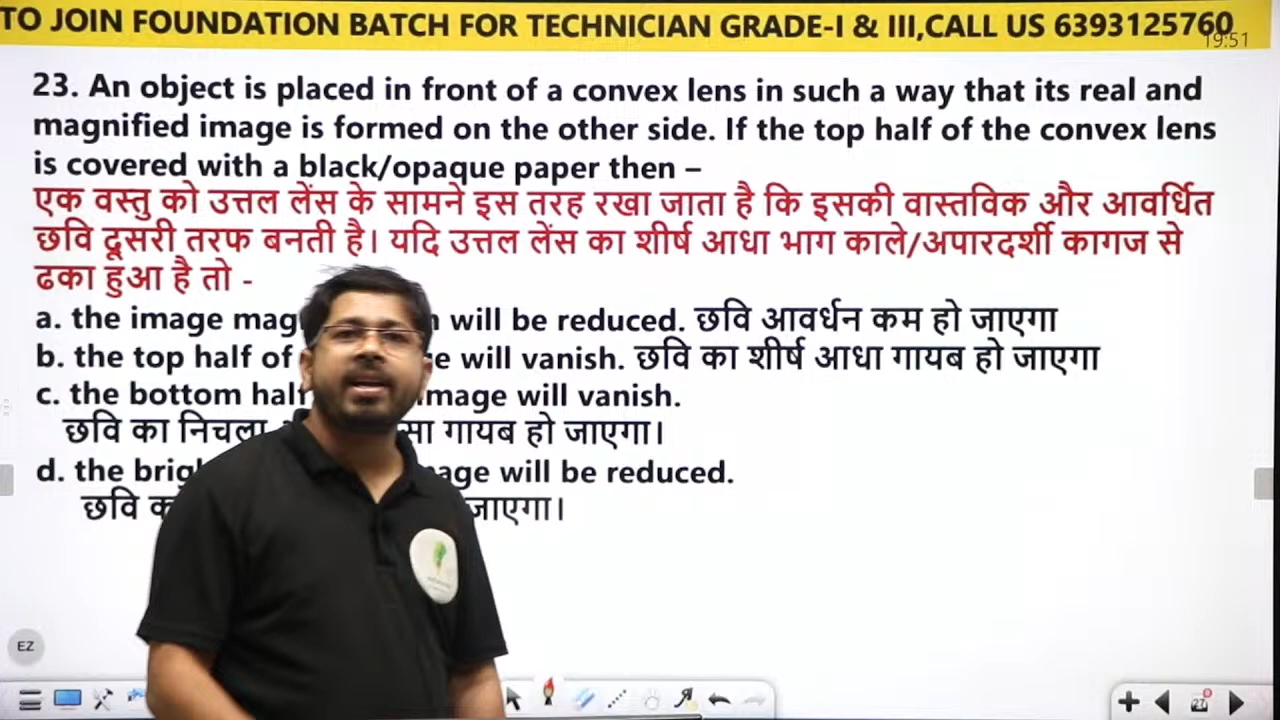 TO JOIN FOUNDATION BATCH FOR TECHNICIAN GRADE-I & III,CALL US 6393125760
19:51
23. An object is placed in front of a convex lens in such a way that its real and
magnified image is formed on the other side. If the top half of the convex lens
is covered with a black/opaque paper then –
एक वस्तु को उत्तल लेंस के सामने इस तरह रखा जाता है कि इसकी वास्तविक और आवर्धित
छवि दूसरी तरफ बनती है। यदि उत्तल लेंस का शीर्ष आधा भाग काले/अपारदर्शी कागज से
ढका हुआ है तो -
a. the image will be reduced. छवि आवर्धन कम हो जाएगा
b. the top half of will vanish. छवि का शीर्ष आधा गायब हो जाएगा
c. the bottom half image will vanish.
छवि का निचला गायब हो जाएगा।
d. the will be reduced.
छवि जाएगा।
EZ
27